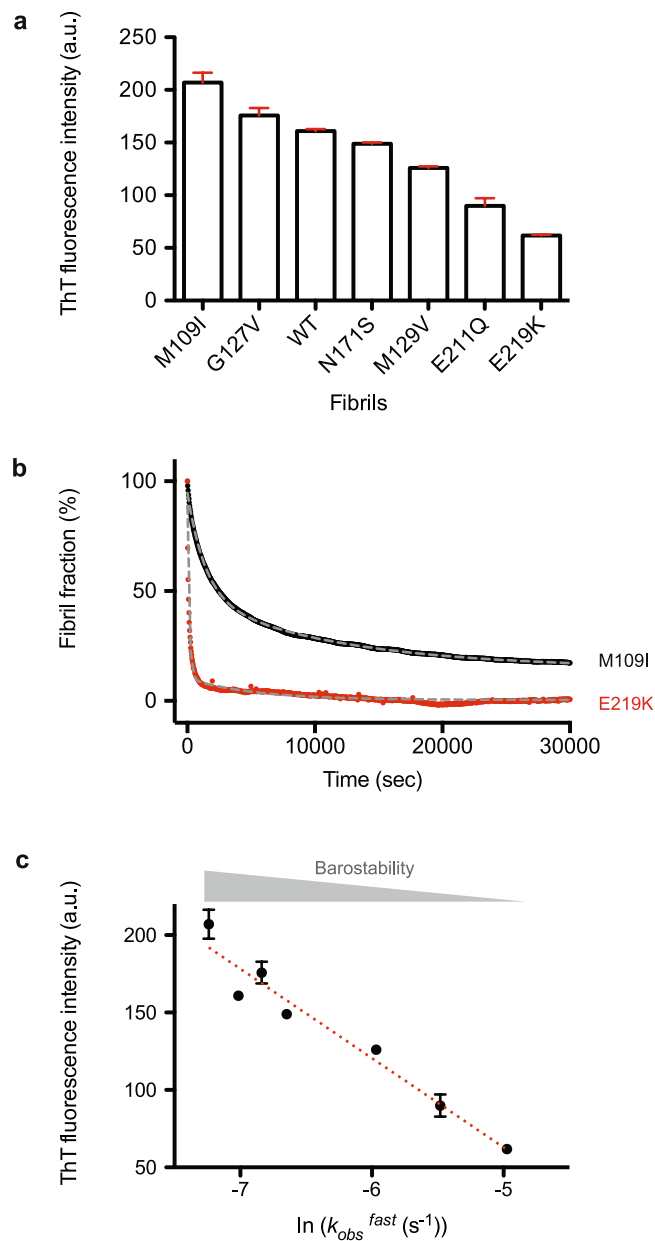 a
ThT fluorescence intensity (a.u.)
250
200
150
100
50
0
M109I
G127V
WT
N171S
M129V
E211Q
E219K
Fibrils
b
Fibril fraction (%)
100
50
0
M109I
E219K
0
10000
20000
30000
Time (sec)
c
Barostability
ThT fluorescence intensity (a.u.)
200
150
100
50
-7
-6
-5
ln (k_obs^fast (s⁻¹))